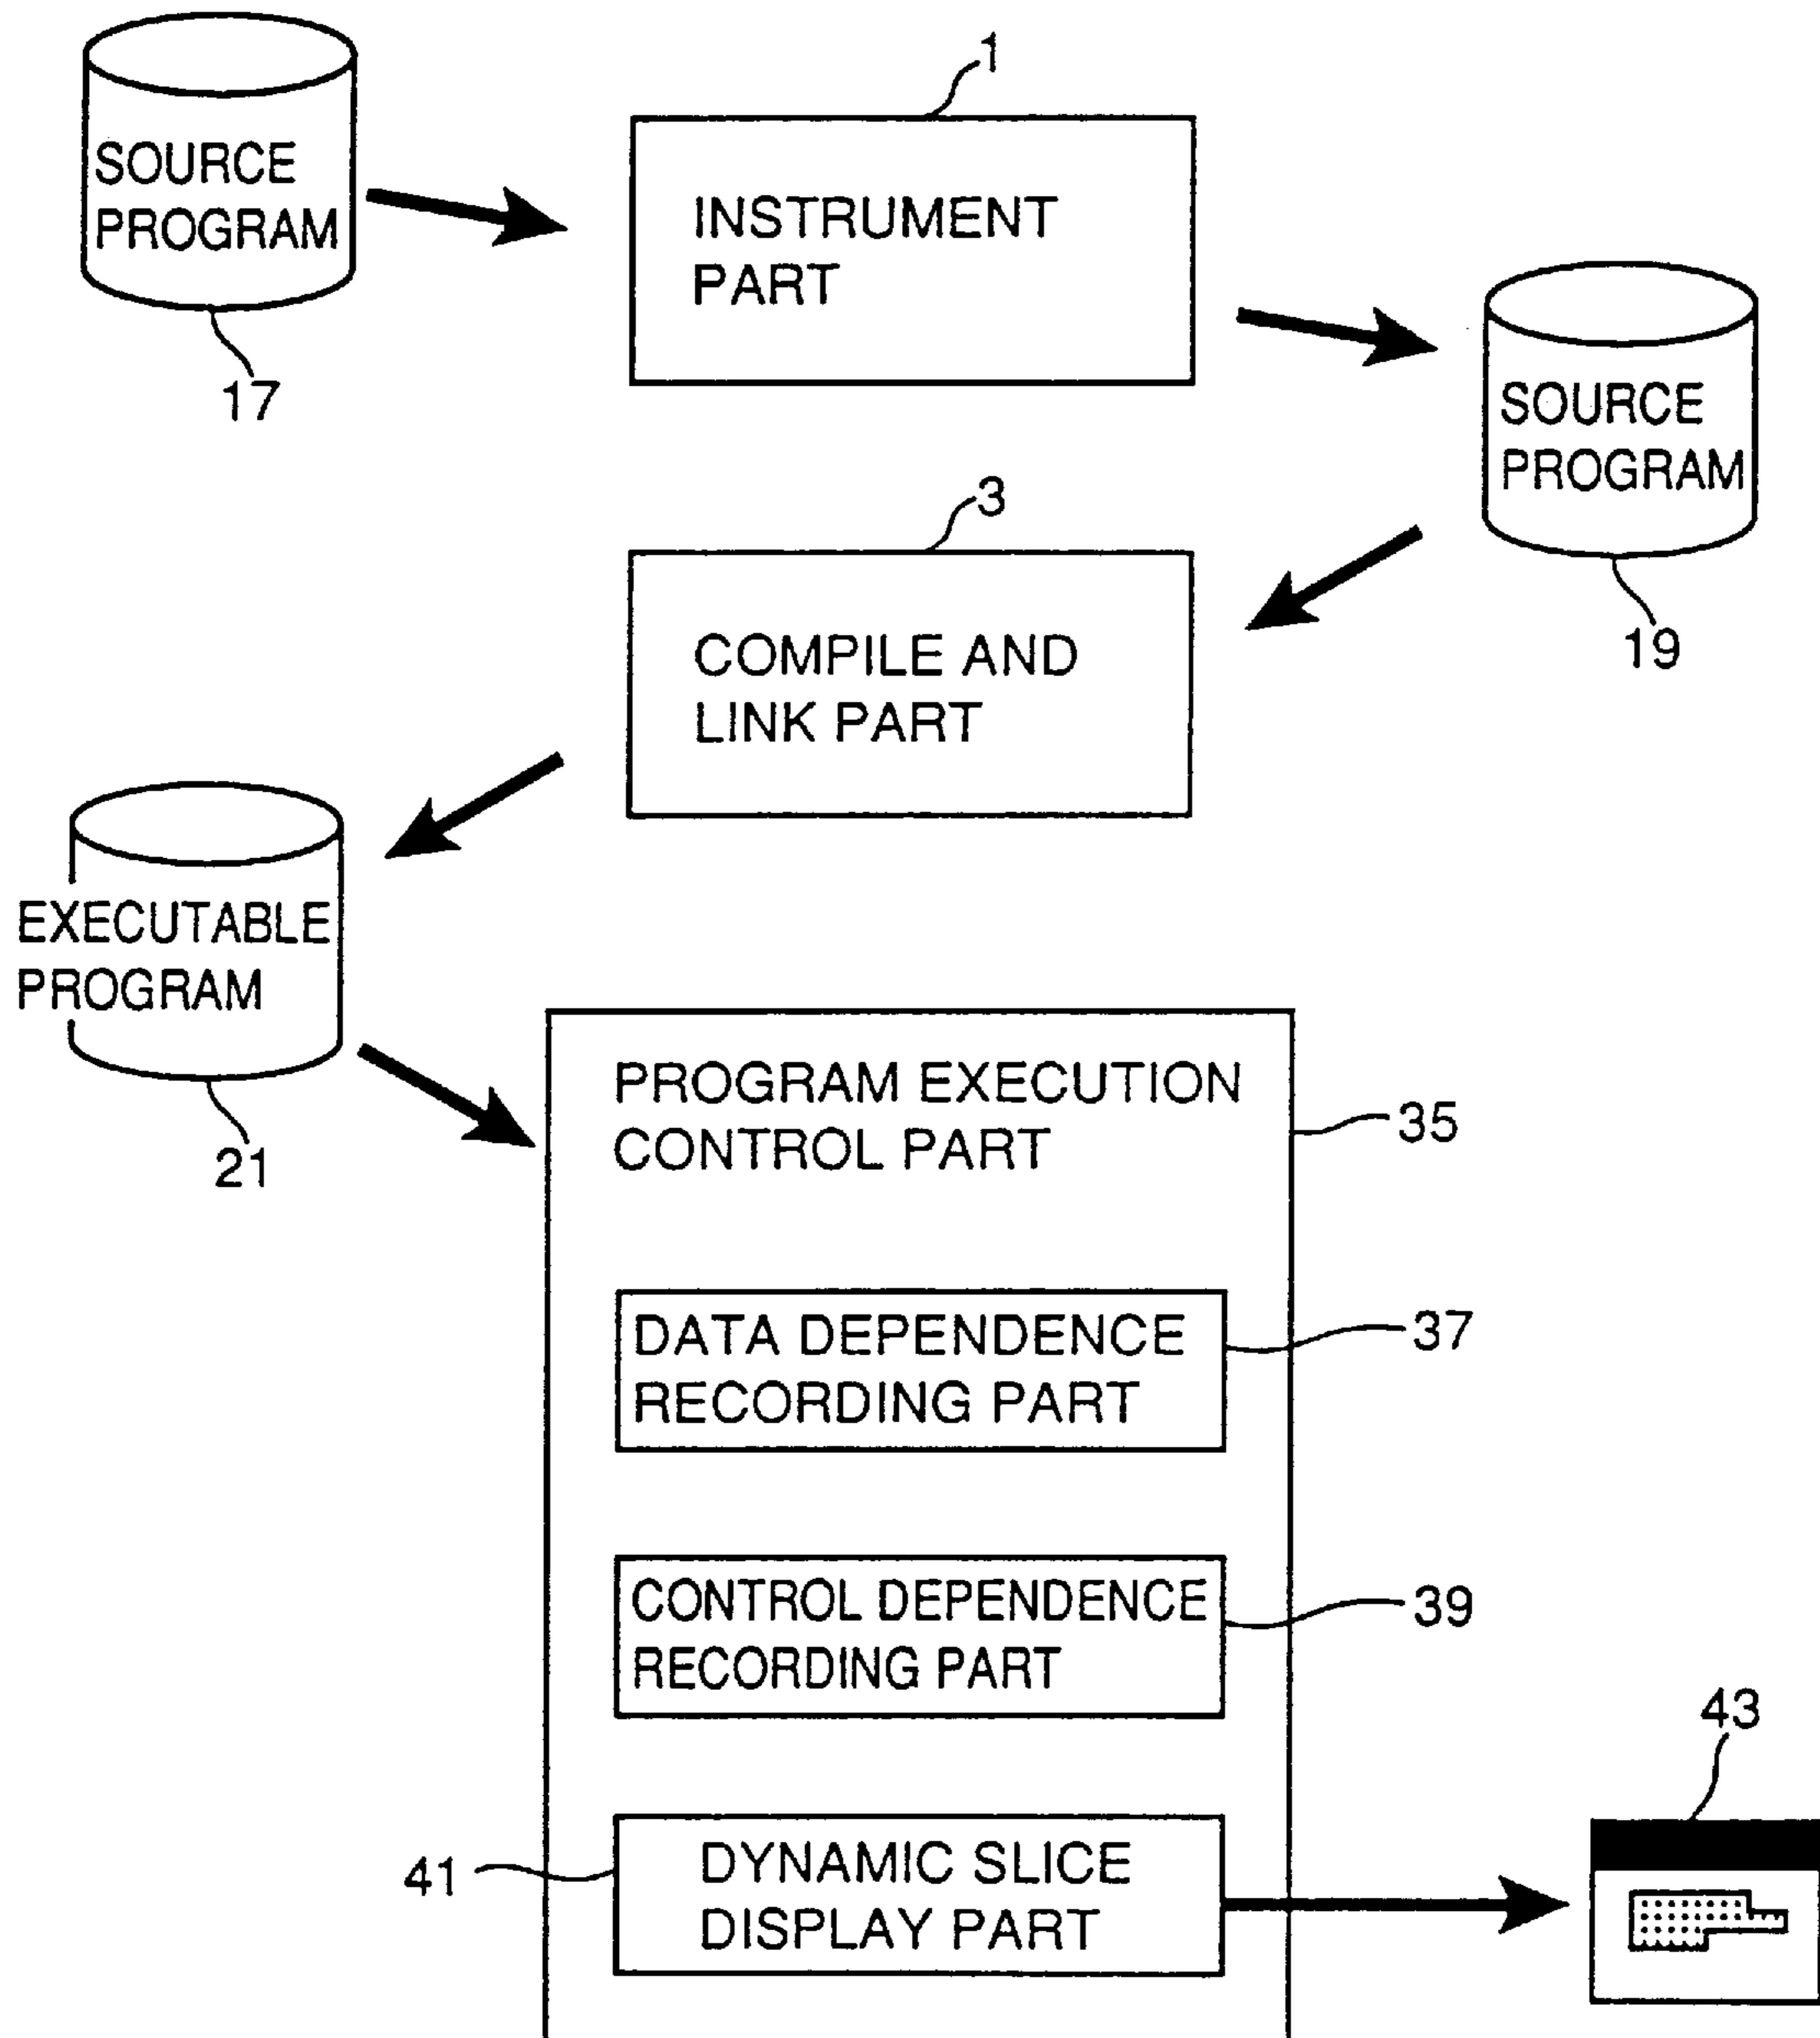 1
SOURCE
PROGRAM
INSTRUMENT
PART
17
SOURCE
PROGRAM
3
19
COMPILE AND
LINK PART
EXECUTABLE
PROGRAM
21
PROGRAM EXECUTION
CONTROL PART
35
DATA DEPENDENCE
RECORDING PART
37
CONTROL DEPENDENCE
RECORDING PART
39
43
41
DYNAMIC SLICE
DISPLAY PART